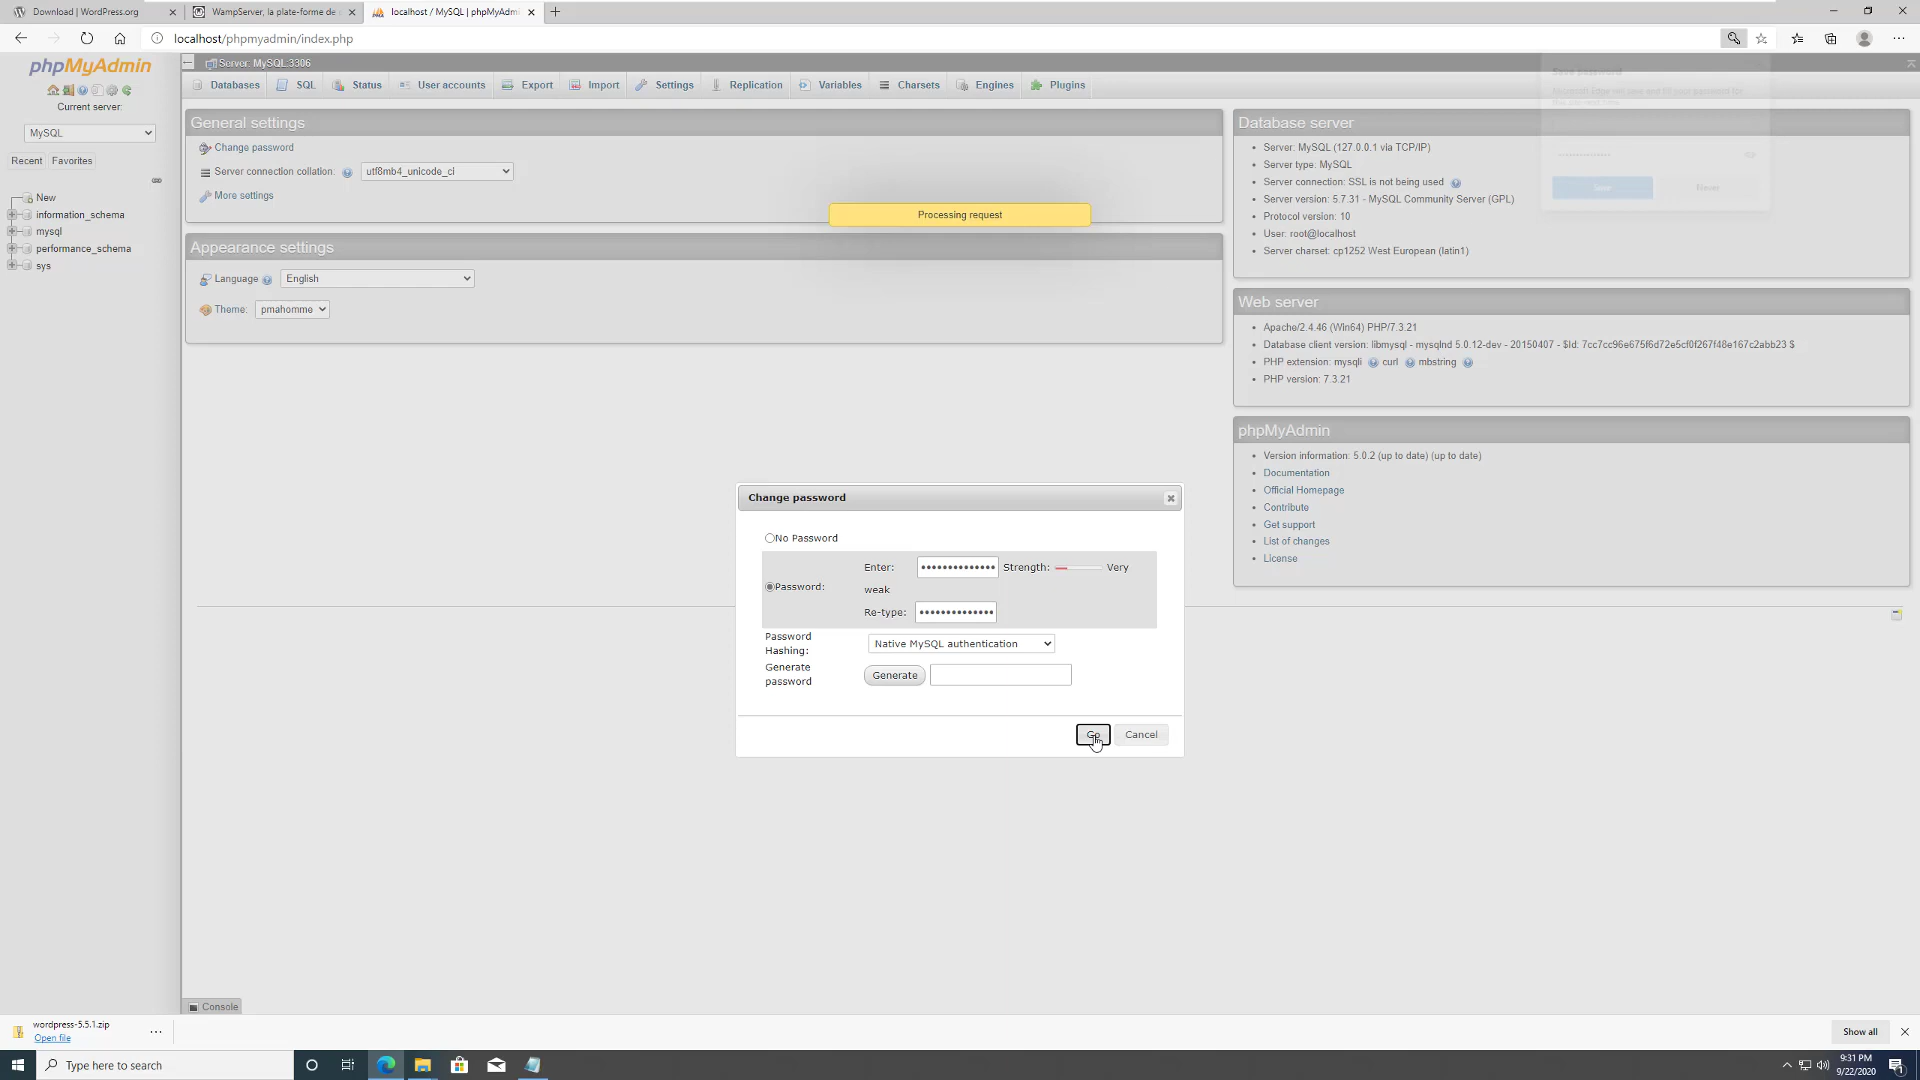 Download | WordPress.org
WampServer, la plate-forme de
localhost / MySQL | phpMyAdmin
localhost/phpmyadmin/index.php
phpMyAdmin
Current server:
MySQL
Recent Favorites
New
information_schema
mysql
performance_schema
sys
Server: MySQL:3306
Databases SQL Status User accounts Export Import Settings Replication Variables Charsets Engines Plugins
General settings
Change password
Server connection collation: utf8mb4_unicode_ci
More settings
Appearance settings
Language English
Theme: pmahomme
Processing request
Save password
Save Never
Database server
Server: MySQL (127.0.0.1 via TCP/IP)
Server type: MySQL
Server connection: SSL is not being used
Server version: 5.7.31 - MySQL Community Server (GPL)
Protocol version: 10
User: root@localhost
Server charset: cp1252 West European (latin1)
Web server
Apache/2.4.46 (Win64) PHP/7.3.21
Database client version: libmysql - mysqlnd 5.0.12-dev - 20150407 - $Id: 7cc7cc96e675f6d72e5cf0f267f48e167c2abb23 $
PHP extension: mysqli curl mbstring
PHP version: 7.3.21
phpMyAdmin
Version information: 5.0.2 (up to date) (up to date)
Documentation
Official Homepage
Contribute
Get support
List of changes
License
Change password
No Password
Password:
Enter: Strength: Very
weak
Re-type:
Password
Hashing:
Native MySQL authentication
Generate
password
Generate
Go Cancel
Console
wordpress-5.5.1.zip
Open file
Show all
Type here to search
9:31 PM
9/22/2020